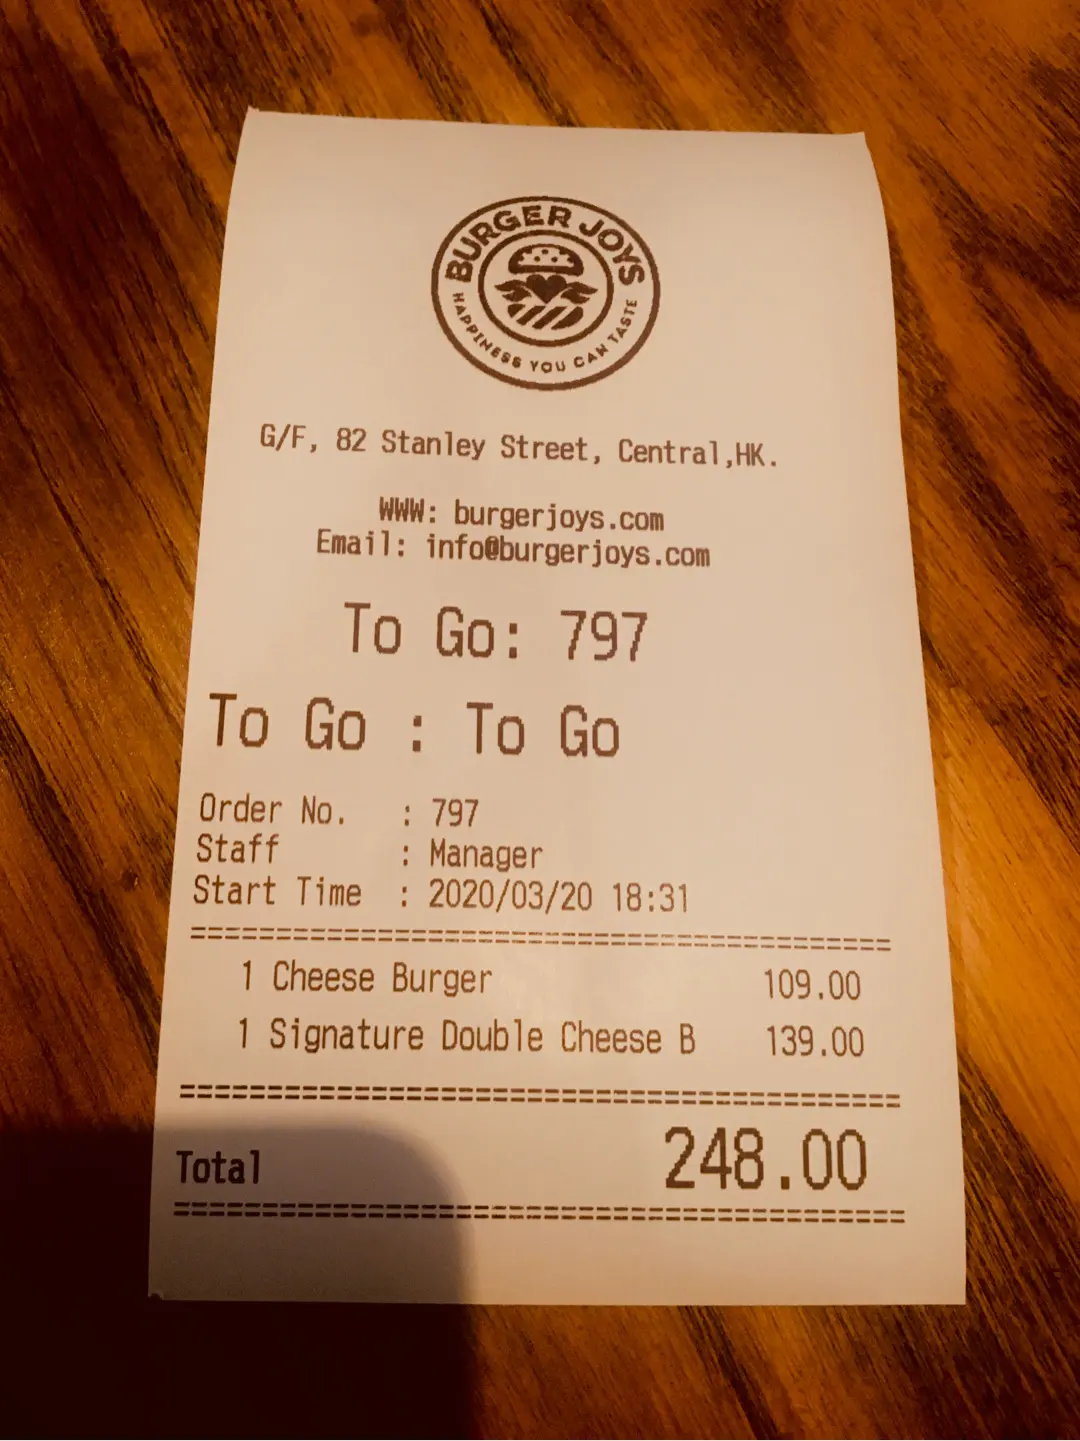 BURGER JOYS
HAPPINESS YOU CAN TASTE
G/F, 82 Stanley Street, Central,HK.
WWW: burgerjoys.com
Email: info@burgerjoys.com
To Go: 797
To Go : To Go
Order No. : 797
Staff : Manager
Start Time : 2020/03/20 18:31
1 Cheese Burger 109.00
1 Signature Double Cheese B 139.00
Total 248.00